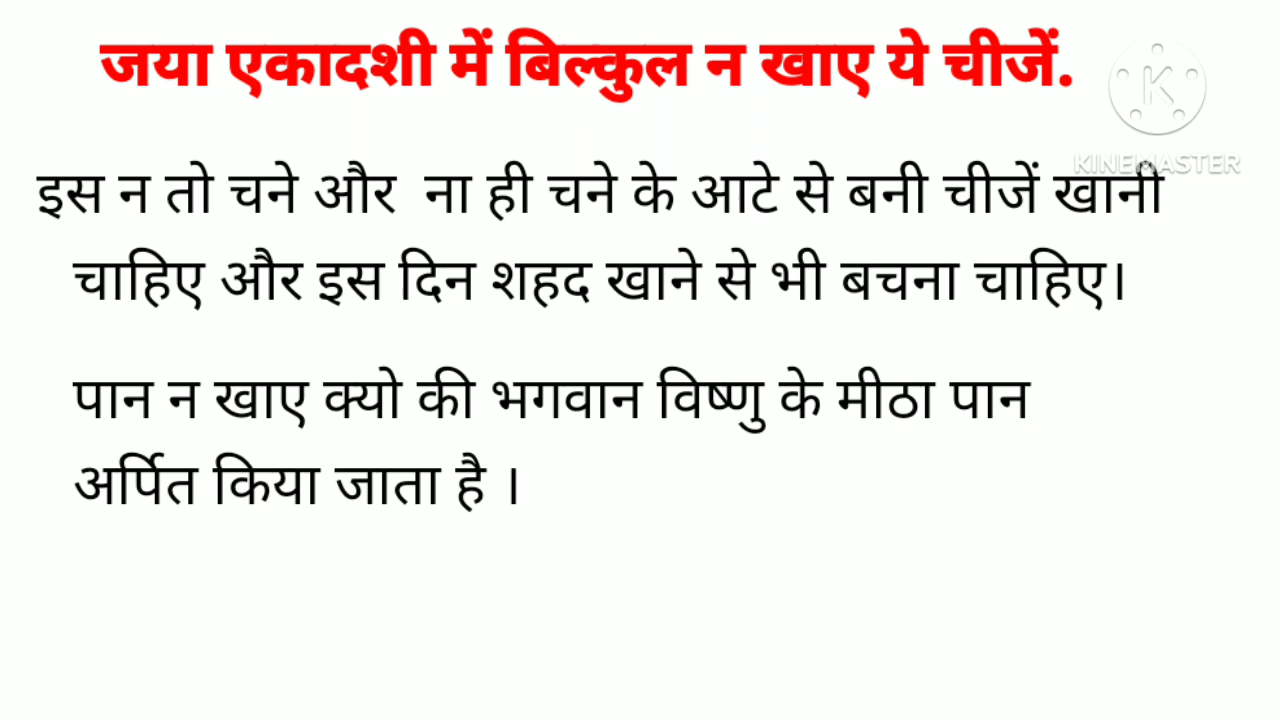 जया एकादशी में बिल्कुल न खाए ये चीजें.
KINEMASTER
इस न तो चने और ना ही चने के आटे से बनी चीजें खानी
चाहिए और इस दिन शहद खाने से भी बचना चाहिए।
पान न खाए क्यो की भगवान विष्णु के मीठा पान
अर्पित किया जाता है ।